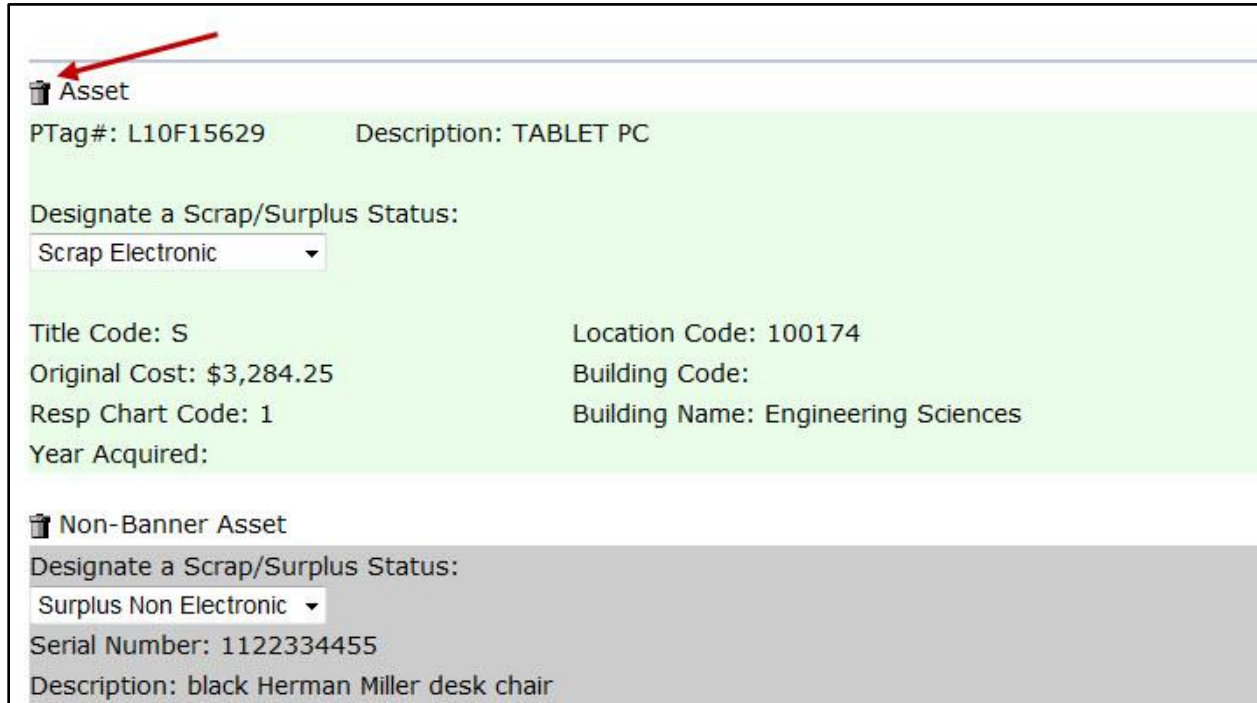 Asset
PTag#: L10F15629 Description: TABLET PC
Designate a Scrap/Surplus Status:
Scrap Electronic
Title Code: S Location Code: 100174
Original Cost: $3,284.25 Building Code:
Resp Chart Code: 1 Building Name: Engineering Sciences
Year Acquired:
Non-Banner Asset
Designate a Scrap/Surplus Status:
Surplus Non Electronic
Serial Number: 1122334455
Description: black Herman Miller desk chair